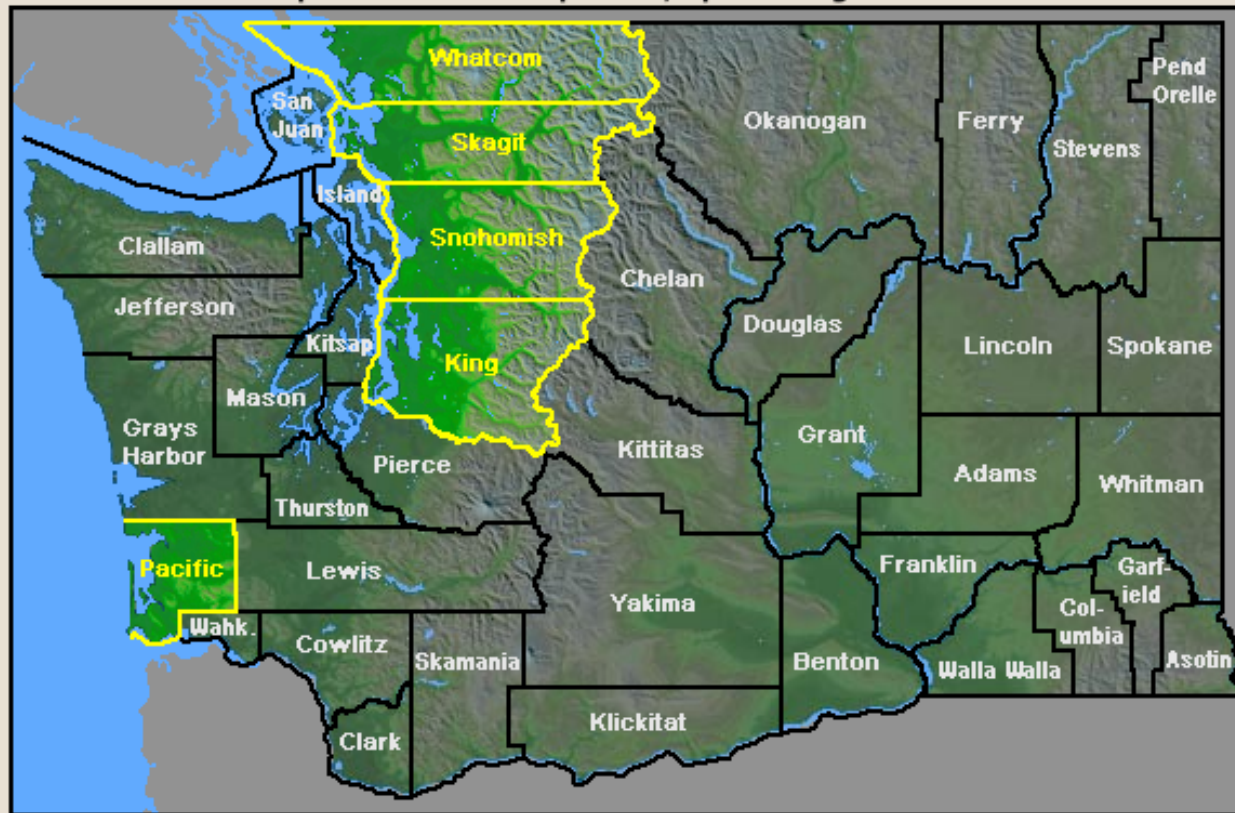 Whatcom
San
Juan
Skagit
Okanogan
Ferry
Stevens
Pend
Orelle
Island
Snohomish
Clallam
Chelan
Jefferson
Douglas
Lincoln
Spokane
Kitsap
King
Mason
Grays
Harbor
Pierce
Kittitas
Grant
Adams
Whitman
Thurston
Pacific
Lewis
Yakima
Franklin
Garf-
ield
Col-
umbia
Wahk.
Cowlitz
Skamania
Benton
Walla Walla
Asotin
Klickitat
Clark